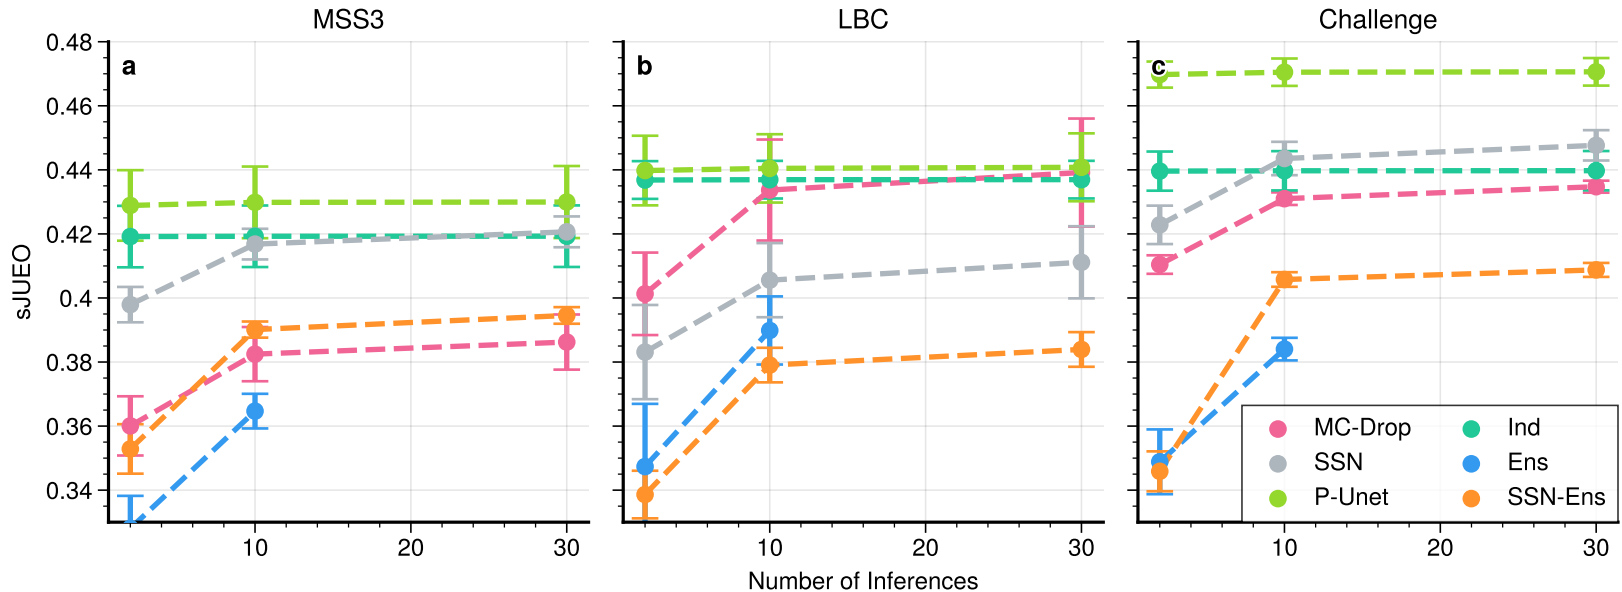 MSS3
LBC
Challenge
sJUEO
0.48
0.46
0.44
0.42
0.4
0.38
0.36
0.34
a
b
c
10
20
30
10
20
30
10
20
30
Number of Inferences
MC-Drop
Ind
SSN
Ens
P-Unet
SSN-Ens